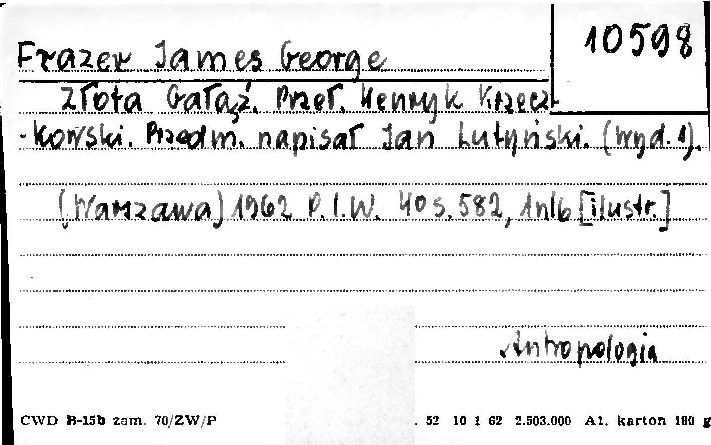 10598
Frazer James George
Złota Gałąź. Przeł. Henryk Krzecz-
-kowski. Przedm. napisał Jan Lutyński. (Wyd. 1).
[Warszawa] 1962 P.I.W. 40 s. 582, 1nlb [ilustr.]
Antropologia
CWD B-15b zam. 70/ZW/P . 52 10 1 62 2.503.000 A1. karton 180 g